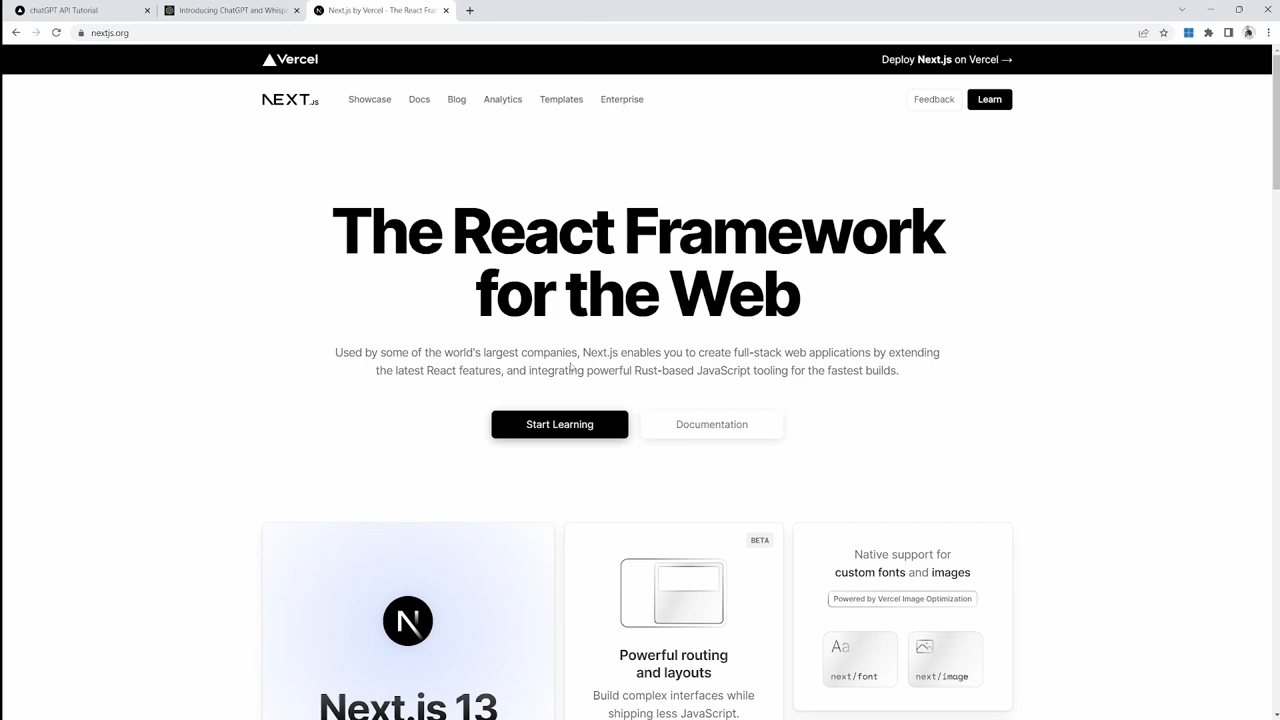 chatGPT API Tutorial
Introducing ChatGPT and Whisp
Next.js by Vercel - The React Fram
nextjs.org
Vercel
Deploy Next.js on Vercel →
NEXT.JS
Showcase
Docs
Blog
Analytics
Templates
Enterprise
Feedback
Learn
The React Framework
for the Web
Used by some of the world's largest companies, Next.js enables you to create full-stack web applications by extending
the latest React features, and integrating powerful Rust-based JavaScript tooling for the fastest builds.
Start Learning
Documentation
N
Next.js 13
BETA
Powerful routing
and layouts
Build complex interfaces while
shipping less JavaScript.
Native support for
custom fonts and images
Powered by Vercel Image Optimization
Aa
next/font
next/image